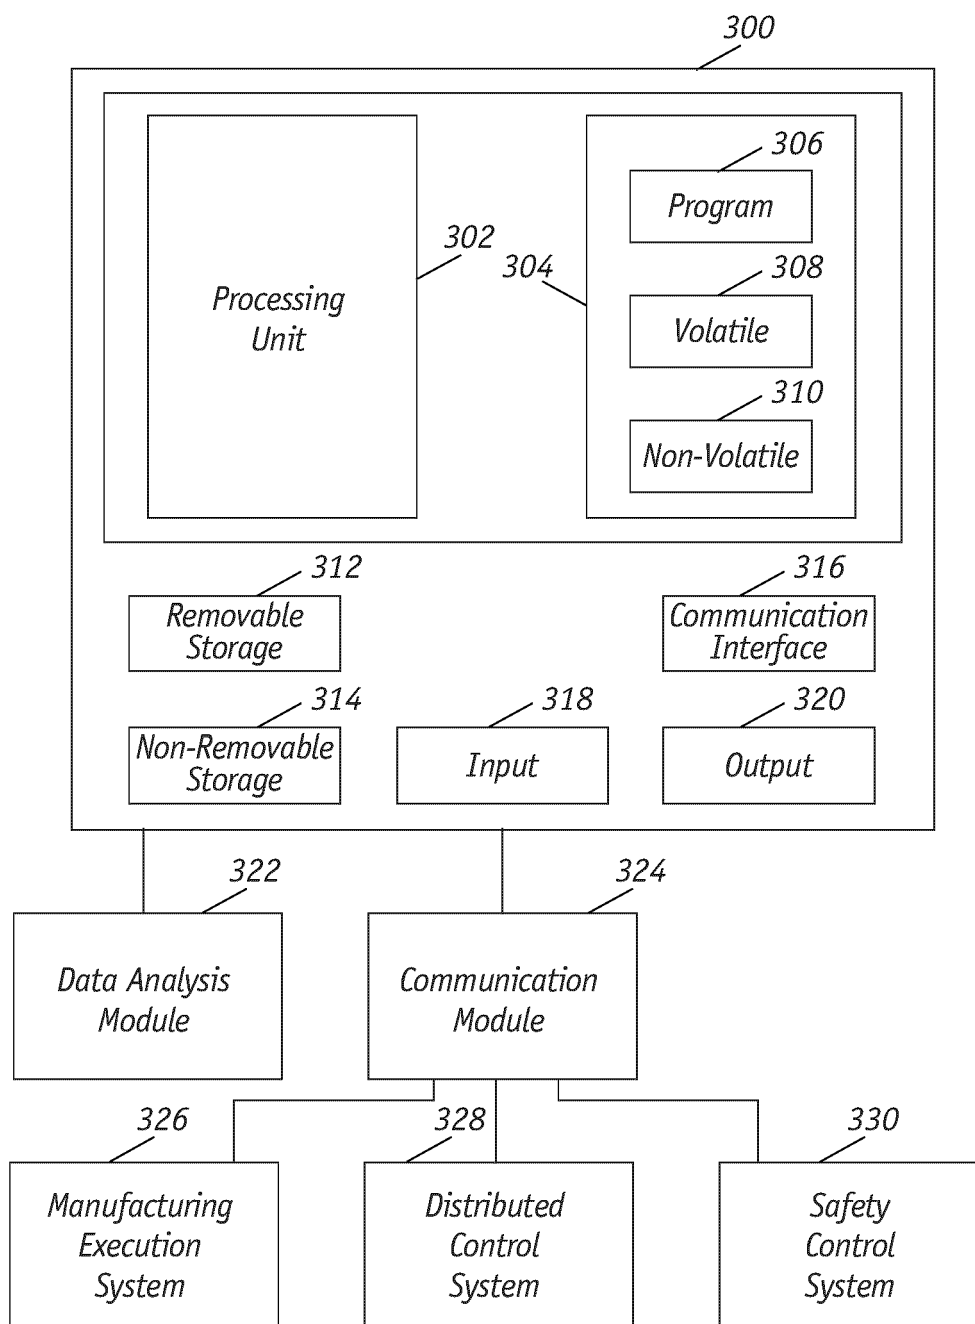 300
306
Program
302
304
308
Processing
Unit
Volatile
310
Non-Volatile
312
316
Removable
Storage
Communication
Interface
314
318
320
Non-Removable
Storage
Input
Output
322
324
Data Analysis
Module
Communication
Module
326
328
330
Manufacturing
Execution
System
Distributed
Control
System
Safety
Control
System